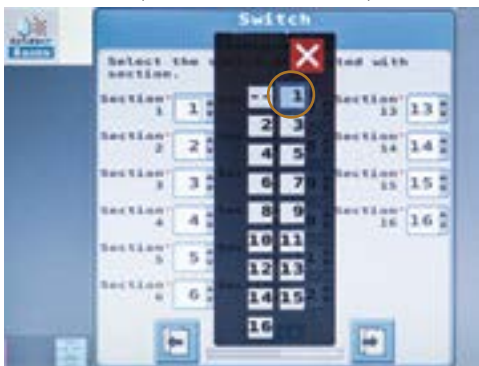 Switch
Select the
ted with
section.
Section 1 1 -- 1 Section 13 13
2 3
Section 2 2 4 5 Section 14 14
Section 3 3 6 7 Section 15 15
Section 4 4 8 9 Section 16 16
10 11
Section 5 5 12 13
Section 6 6 14 15
16